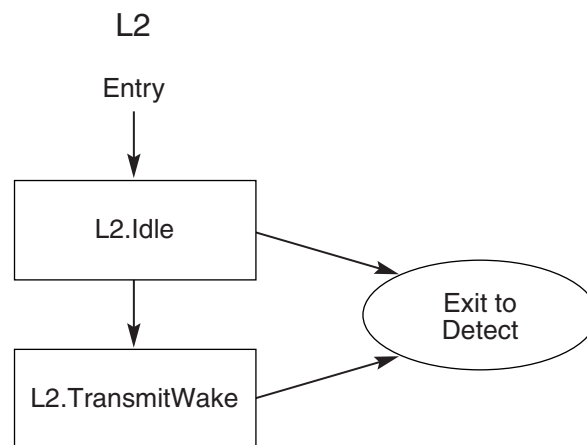 L2
Entry
L2.Idle
Exit to
Detect
L2.TransmitWake